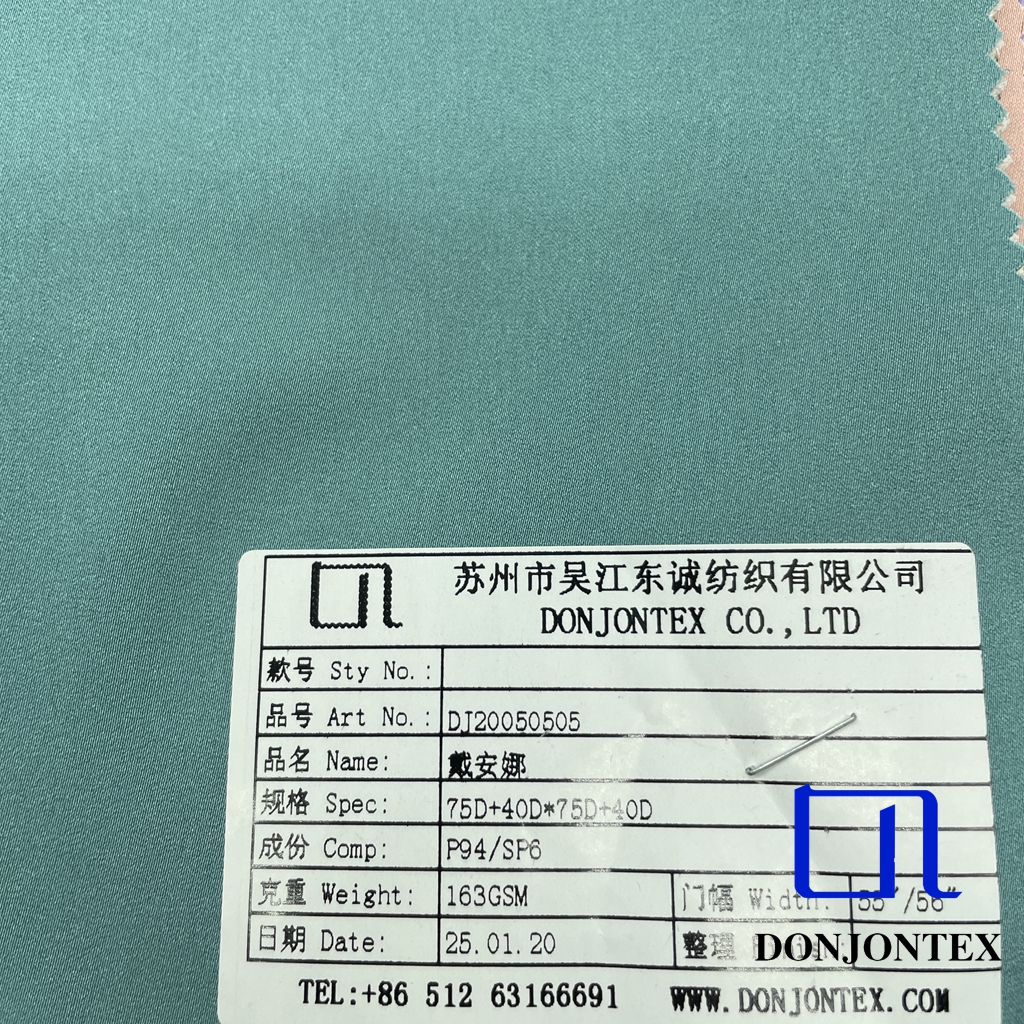 苏州市吴江东诚纺织有限公司
DONJONTEX CO.,LTD
款号 Sty No.:
品号 Art No.: DJ20050505
品名 Name: 戴安娜
规格 Spec: 75D+40D*75D+40D
成份 Comp: P94/SP6
克重 Weight: 163GSM 门幅 Width: 55"/56"
日期 Date: 25.01.20 整理
DONJONTEX
TEL:+86 512 63166691 WWW.DONJONTEX.COM